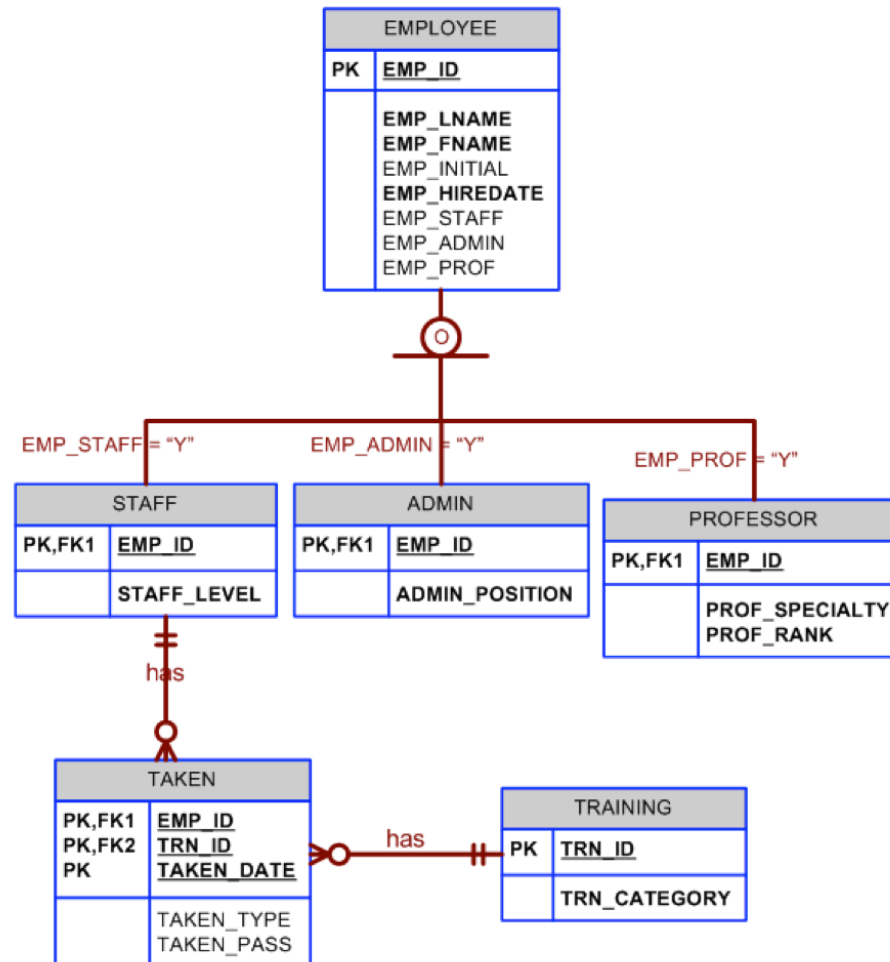 EMPLOYEE
PK EMP_ID
EMP_LNAME
EMP_FNAME
EMP_INITIAL
EMP_HIREDATE
EMP_STAFF
EMP_ADMIN
EMP_PROF
O
EMP_STAFF = “Y”
EMP_ADMIN = “Y”
EMP_PROF = “Y”
STAFF
PK,FK1 EMP_ID
STAFF_LEVEL
ADMIN
PK,FK1 EMP_ID
ADMIN_POSITION
PROFESSOR
PK,FK1 EMP_ID
PROF_SPECIALTY
PROF_RANK
has
TAKEN
PK,FK1 EMP_ID
PK,FK2 TRN_ID
PK TAKEN_DATE
TAKEN_TYPE
TAKEN_PASS
has
TRAINING
PK TRN_ID
TRN_CATEGORY